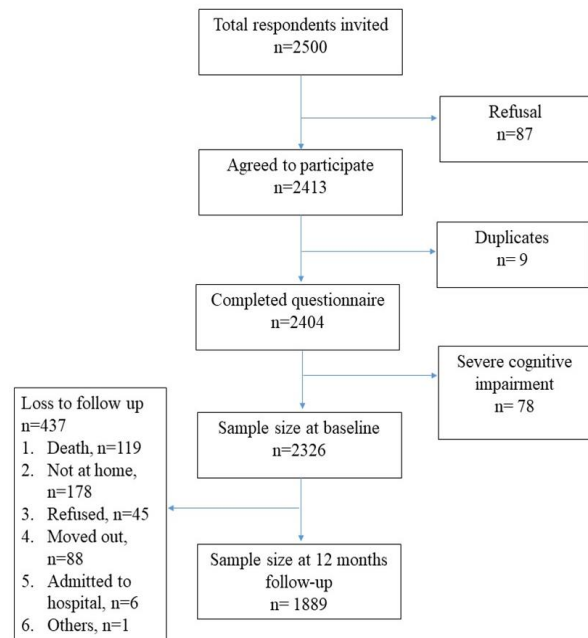 Total respondents invited
n=2500
Refusal
n=87
Agreed to participate
n=2413
Duplicates
n= 9
Completed questionnaire
n=2404
Severe cognitive
impairment
n= 78
Sample size at baseline
n=2326
Loss to follow up
n=437
1. Death, n=119
2. Not at home,
n=178
3. Refused, n=45
4. Moved out,
n=88
5. Admitted to
hospital, n=6
6. Others, n=1
Sample size at 12 months
follow-up
n= 1889